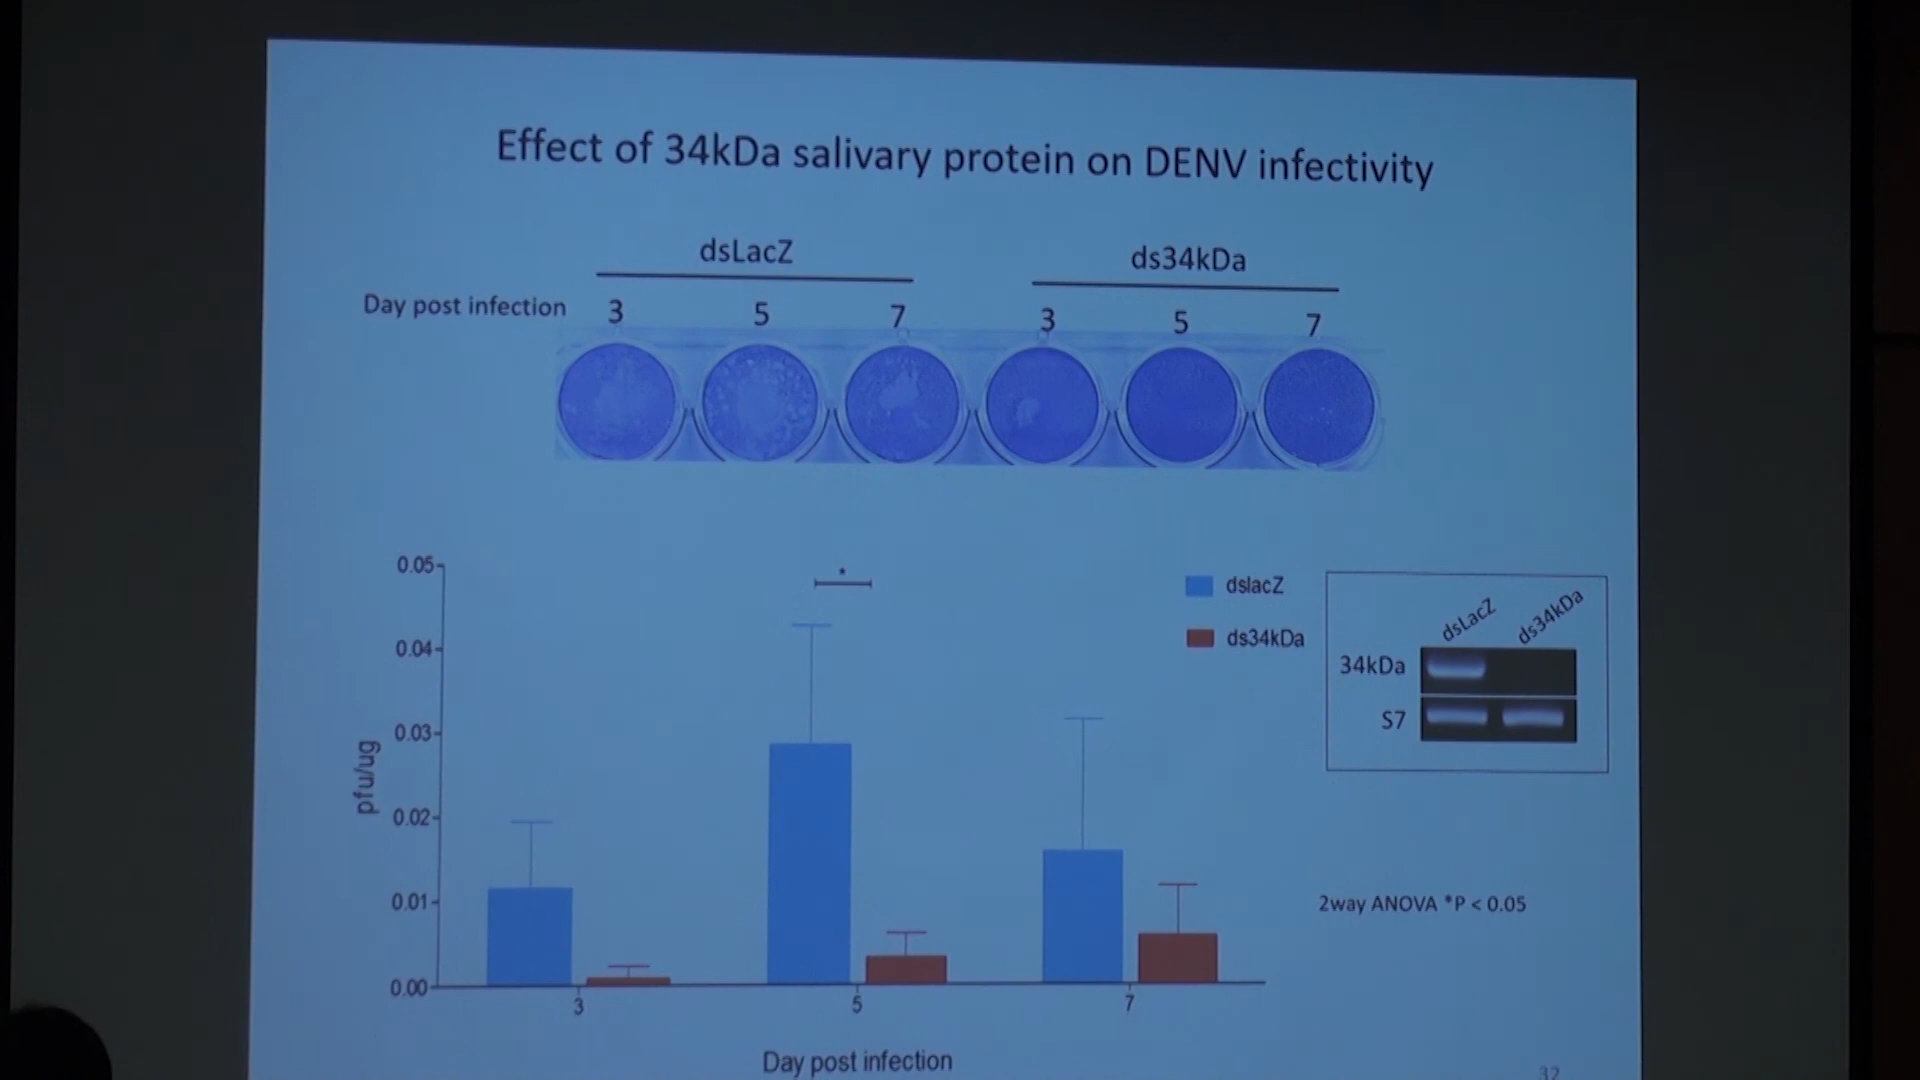 Effect of 34kDa salivary protein on DENV infectivity
dsLacZ
ds34kDa
Day post infection 3 5 7 3 5 7
0.05
0.04
0.03
0.02
0.01
0.00
pfu/ug
*
3 5 7
Day post infection
dslacZ
ds34kDa
dsLacZ ds34kDa
34kDa
S7
2way ANOVA *P < 0.05
32